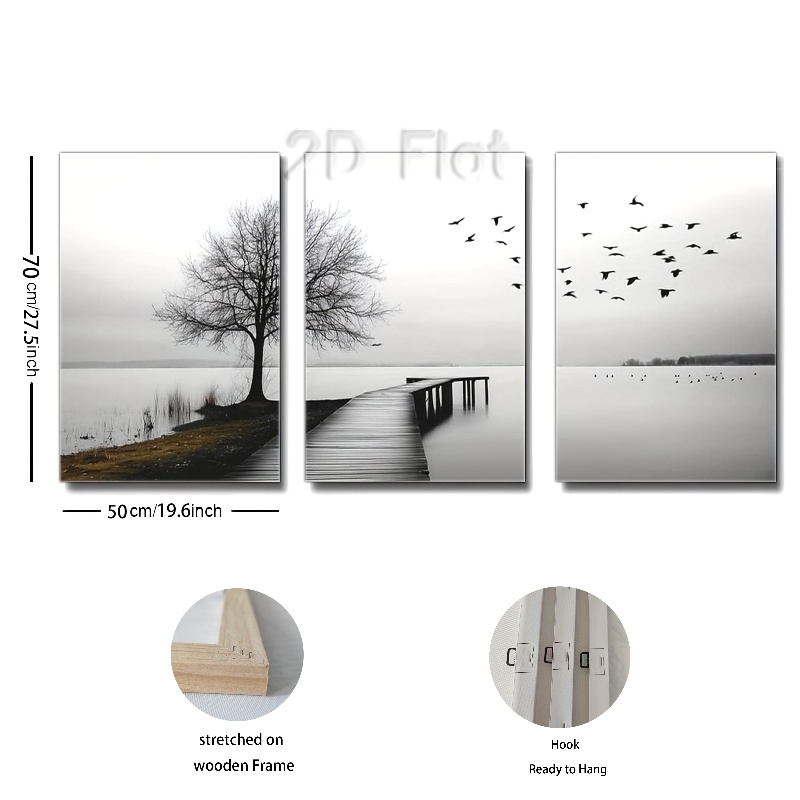 2D Flat
70cm/27.5inch
50cm/19.6inch
stretched on
wooden Frame
Hook
Ready to Hang